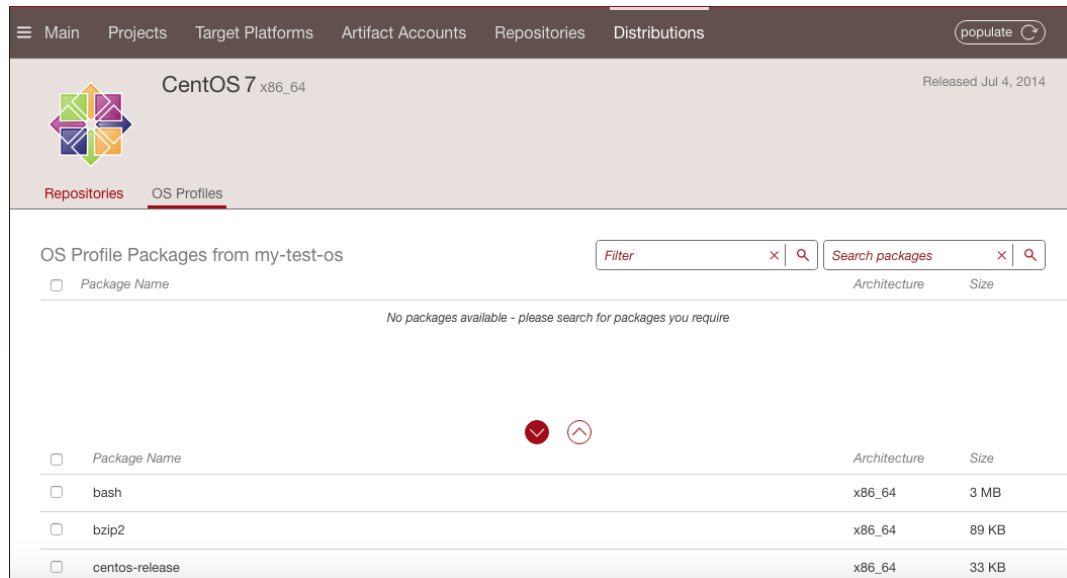 Main Projects Target Platforms Artifact Accounts Repositories Distributions populate
CentOS 7 x86_64 Released Jul 4, 2014
Repositories OS Profiles
OS Profile Packages from my-test-os Filter Search packages
Package Name Architecture Size
No packages available - please search for packages you require
Package Name Architecture Size
bash x86_64 3 MB
bzip2 x86_64 89 KB
centos-release x86_64 33 KB